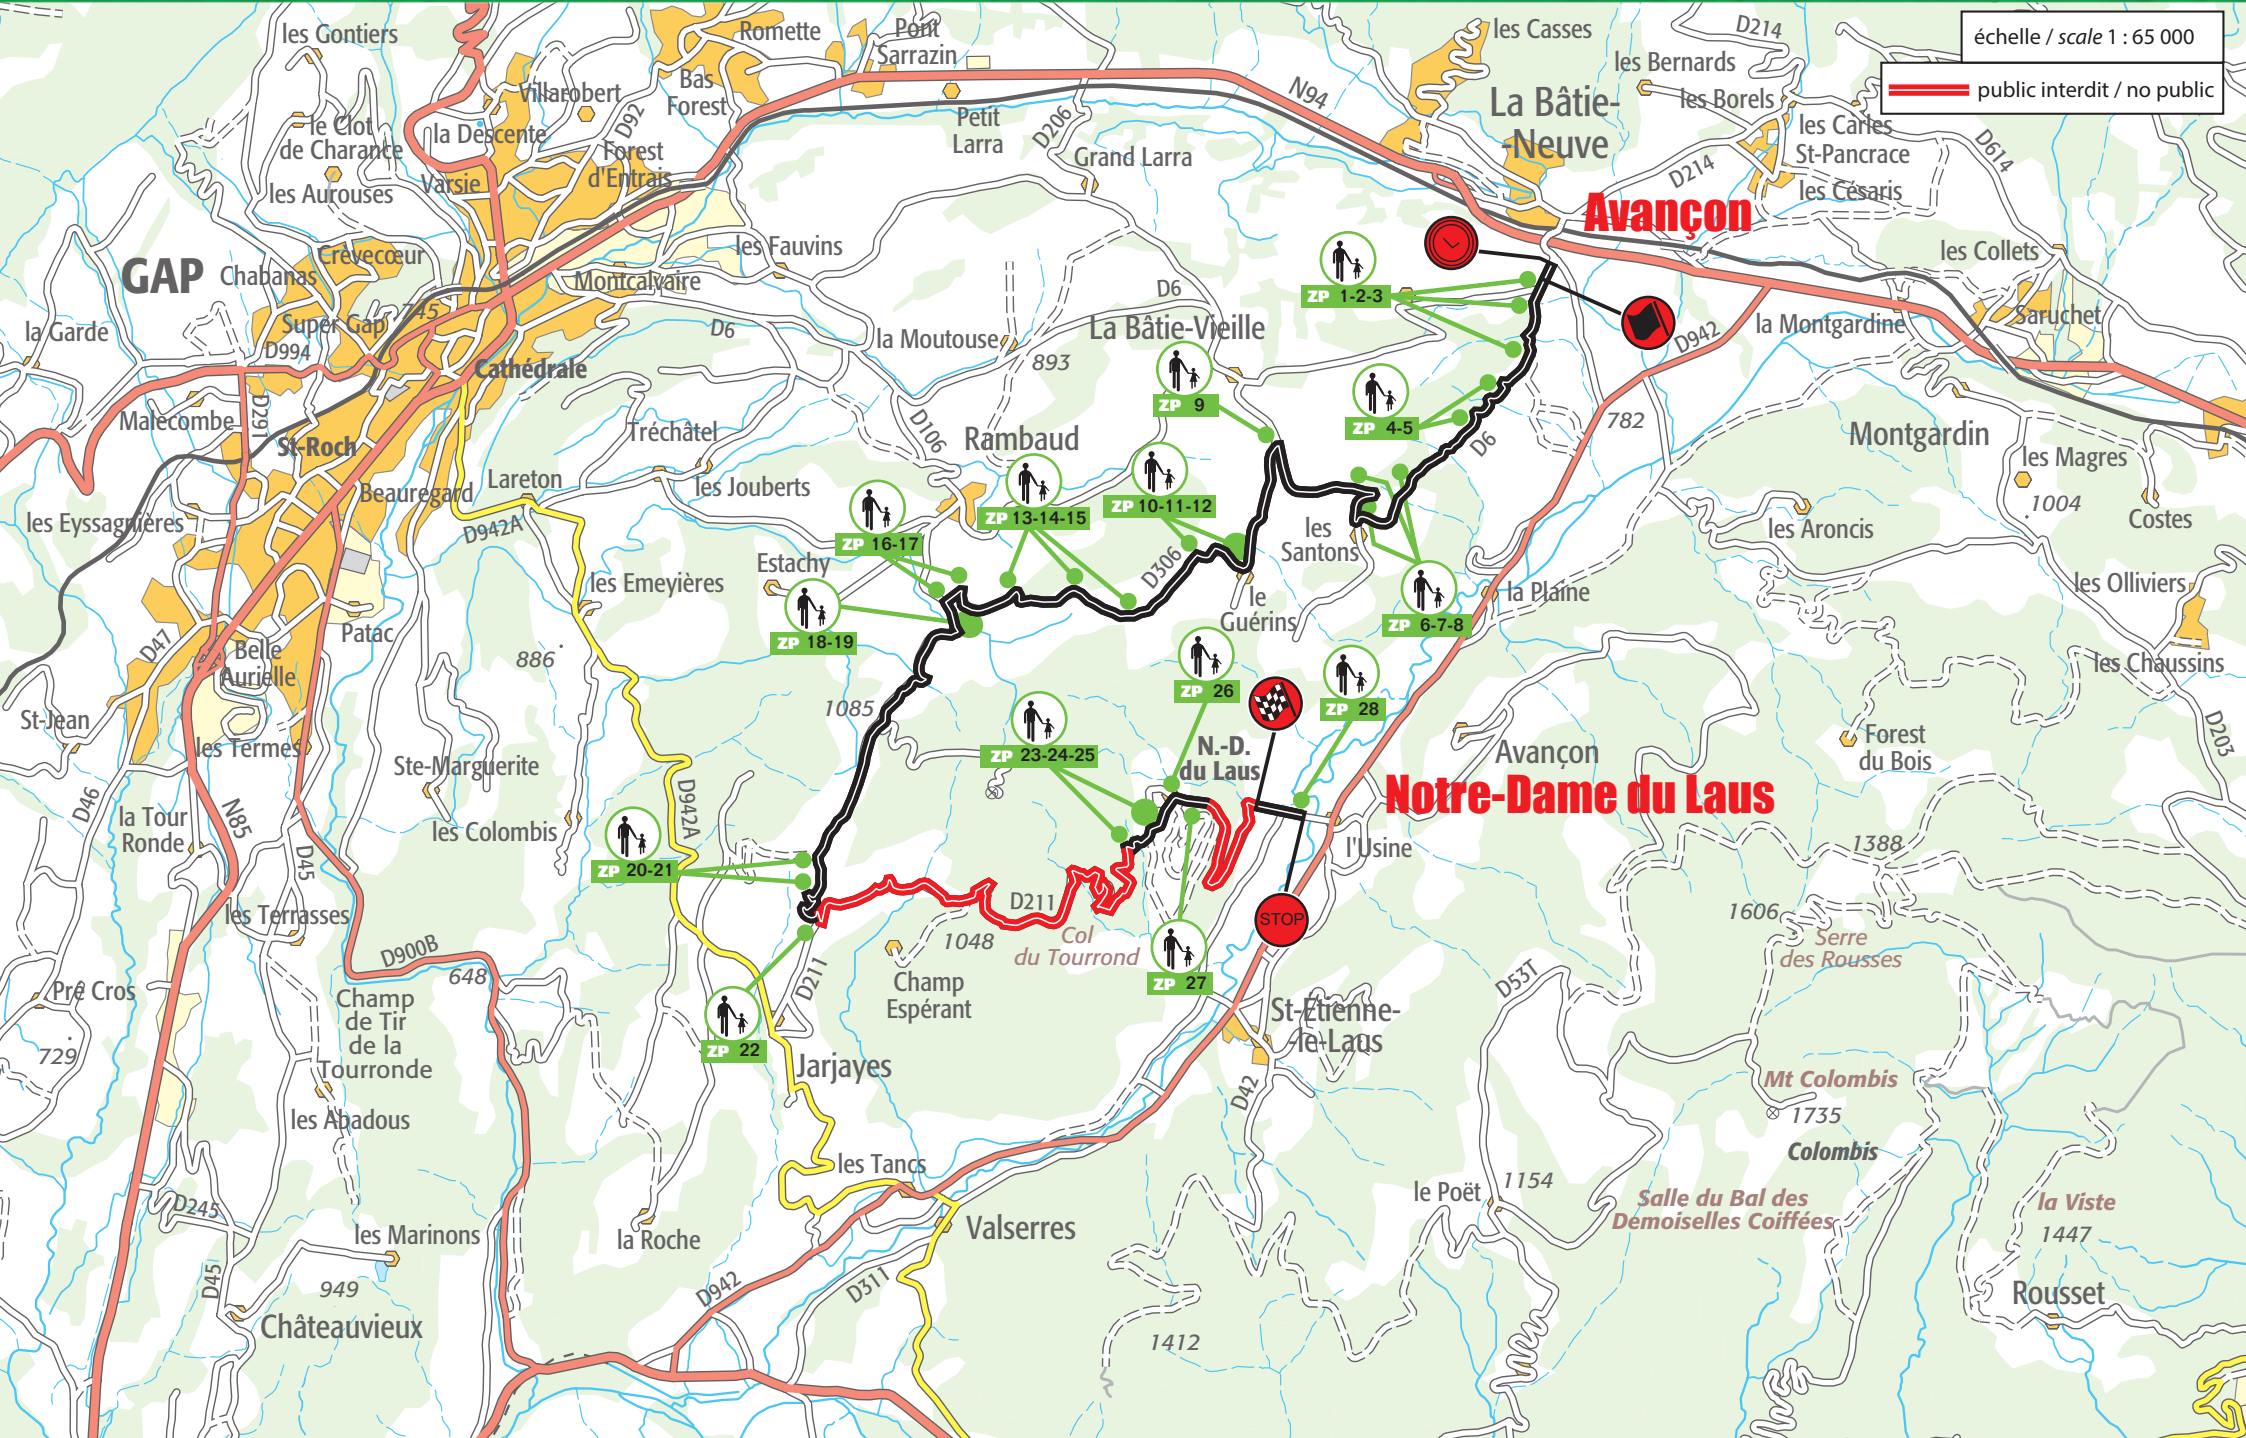 échelle / scale 1 : 65 000
public interdit / no public
les Gontiers
Romette
Pont
Sarrazin
les Casses
D214
les Bernards
Villarobert
Bas
Forest
D92
N94
La Bâtie-
-Neuve
les Borels
le Clot
de Charance
la Descente
Petit
Larra
D206
les Carles
St-Pancrace
D614
Forest
d'Entrais
Grand Larra
D214
les Aurouses
Varsie
les Césaris
Avançon
Crèvecœur
les Fauvins
les Collets
GAP
Chabanas
Montcalvaire
D6
ZP 1-2-3
745
la Garde
Super Gap
D6
la Moutouse
La Bâtie-Vieille
la Montgardine
Saruchet
D994
893
D942
Cathédrale
ZP 9
Malecombe
D291
ZP 4-5
782
St-Roch
Tréchâtel
D106
Rambaud
D6
Montgardin
les Magres
Lareton
les Jouberts
Beauregard
1004
les Eyssagnières
D942A
ZP 16-17
ZP 13-14-15
ZP 10-11-12
les
Santons
les Aroncis
Costes
Estachy
D306
les Emeyières
la Plaine
les Olliviers
le
Guérins
ZP 6-7-8
Patac
ZP 18-19
D47
Belle
Aurielle
886
les Chaussins
ZP 26
ZP 28
1085
St-Jean
les Termes
ZP 23-24-25
N.-D.
du Laus
Avançon
Forest
du Bois
D203
Ste-Marguerite
Notre-Dame du Laus
D46
N85
D942A
la Tour
Ronde
les Colombis
l'Usine
1388
D45
ZP 20-21
les Terrasses
D211
1606
STOP
D900B
648
1048
Col
du Tourrond
Serre
des Rousses
Champ
Espérant
D211
ZP 27
D53T
Pré Cros
Champ
de Tir
de la
Tourronde
St-Etienne-
-le-Laus
ZP 22
729
Jarjayes
Mt Colombis
1735
D42
les Abadous
Colombis
les Tancs
le Poët
1154
Salle du Bal des
Demoiselles Coiffées
la Viste
1447
D245
les Marinons
la Roche
Valserres
D45
949
D942
D311
Rousset
Châteauvieux
1412